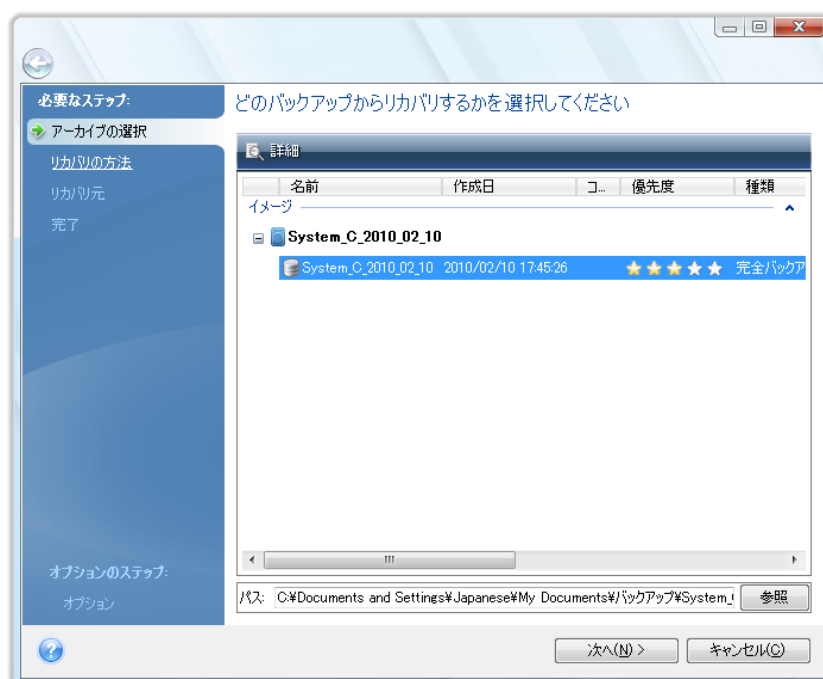 必要なステップ:
アーカイブの選択
リカバリの方法
リカバリ元
完了
オプションのステップ:
オプション
どのバックアップからリカバリするかを選択してください
詳細
名前 作成日 コ... 優先度 種類
イメージ
System_C_2010_02_10
System_C_2010_02_10 2010/02/10 17:45:26 完全バックア
パス: C:¥Documents and Settings¥Japanese¥My Documents¥バックアップ¥System_ 参照
次へ(N) > キャンセル(C)